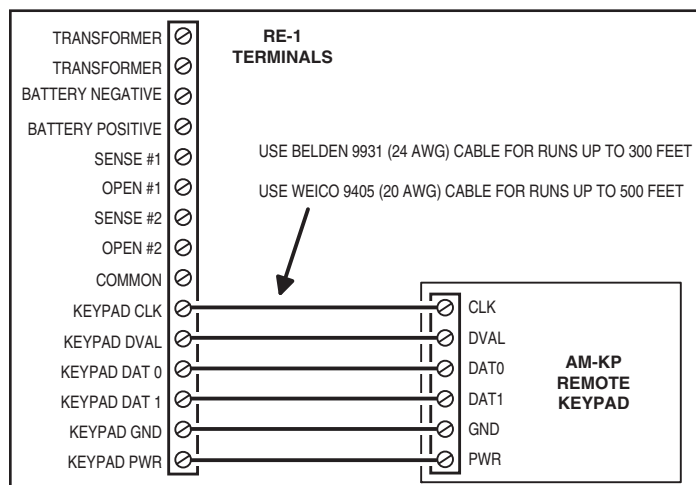 RE-1
TERMINALS
TRANSFORMER
TRANSFORMER
BATTERY NEGATIVE
BATTERY POSITIVE
SENSE #1
OPEN #1
SENSE #2
OPEN #2
COMMON
KEYPAD CLK
KEYPAD DVAL
KEYPAD DAT 0
KEYPAD DAT 1
KEYPAD GND
KEYPAD PWR
USE BELDEN 9931 (24 AWG) CABLE FOR RUNS UP TO 300 FEET
USE WEICO 9405 (20 AWG) CABLE FOR RUNS UP TO 500 FEET
CLK
DVAL
DAT0
DAT1
GND
PWR
AM-KP
REMOTE
KEYPAD